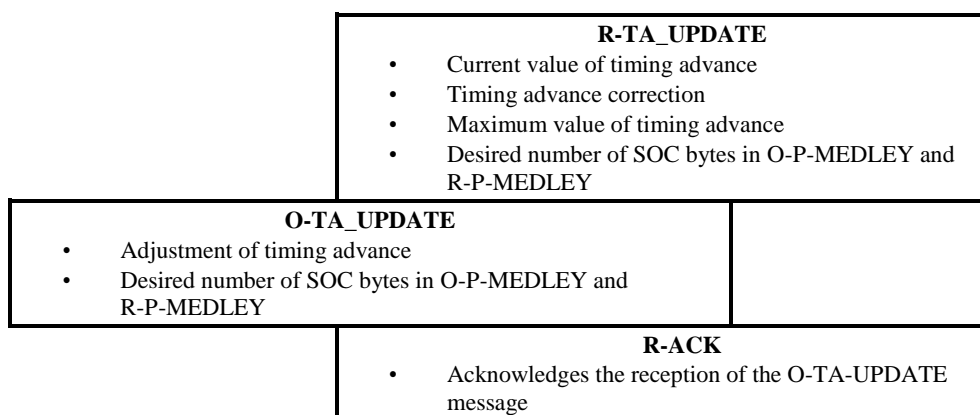 R-TA_UPDATE
• Current value of timing advance
• Timing advance correction
• Maximum value of timing advance
• Desired number of SOC bytes in O-P-MEDLEY and
R-P-MEDLEY
O-TA_UPDATE
• Adjustment of timing advance
• Desired number of SOC bytes in O-P-MEDLEY and
R-P-MEDLEY
R-ACK
• Acknowledges the reception of the O-TA-UPDATE
message